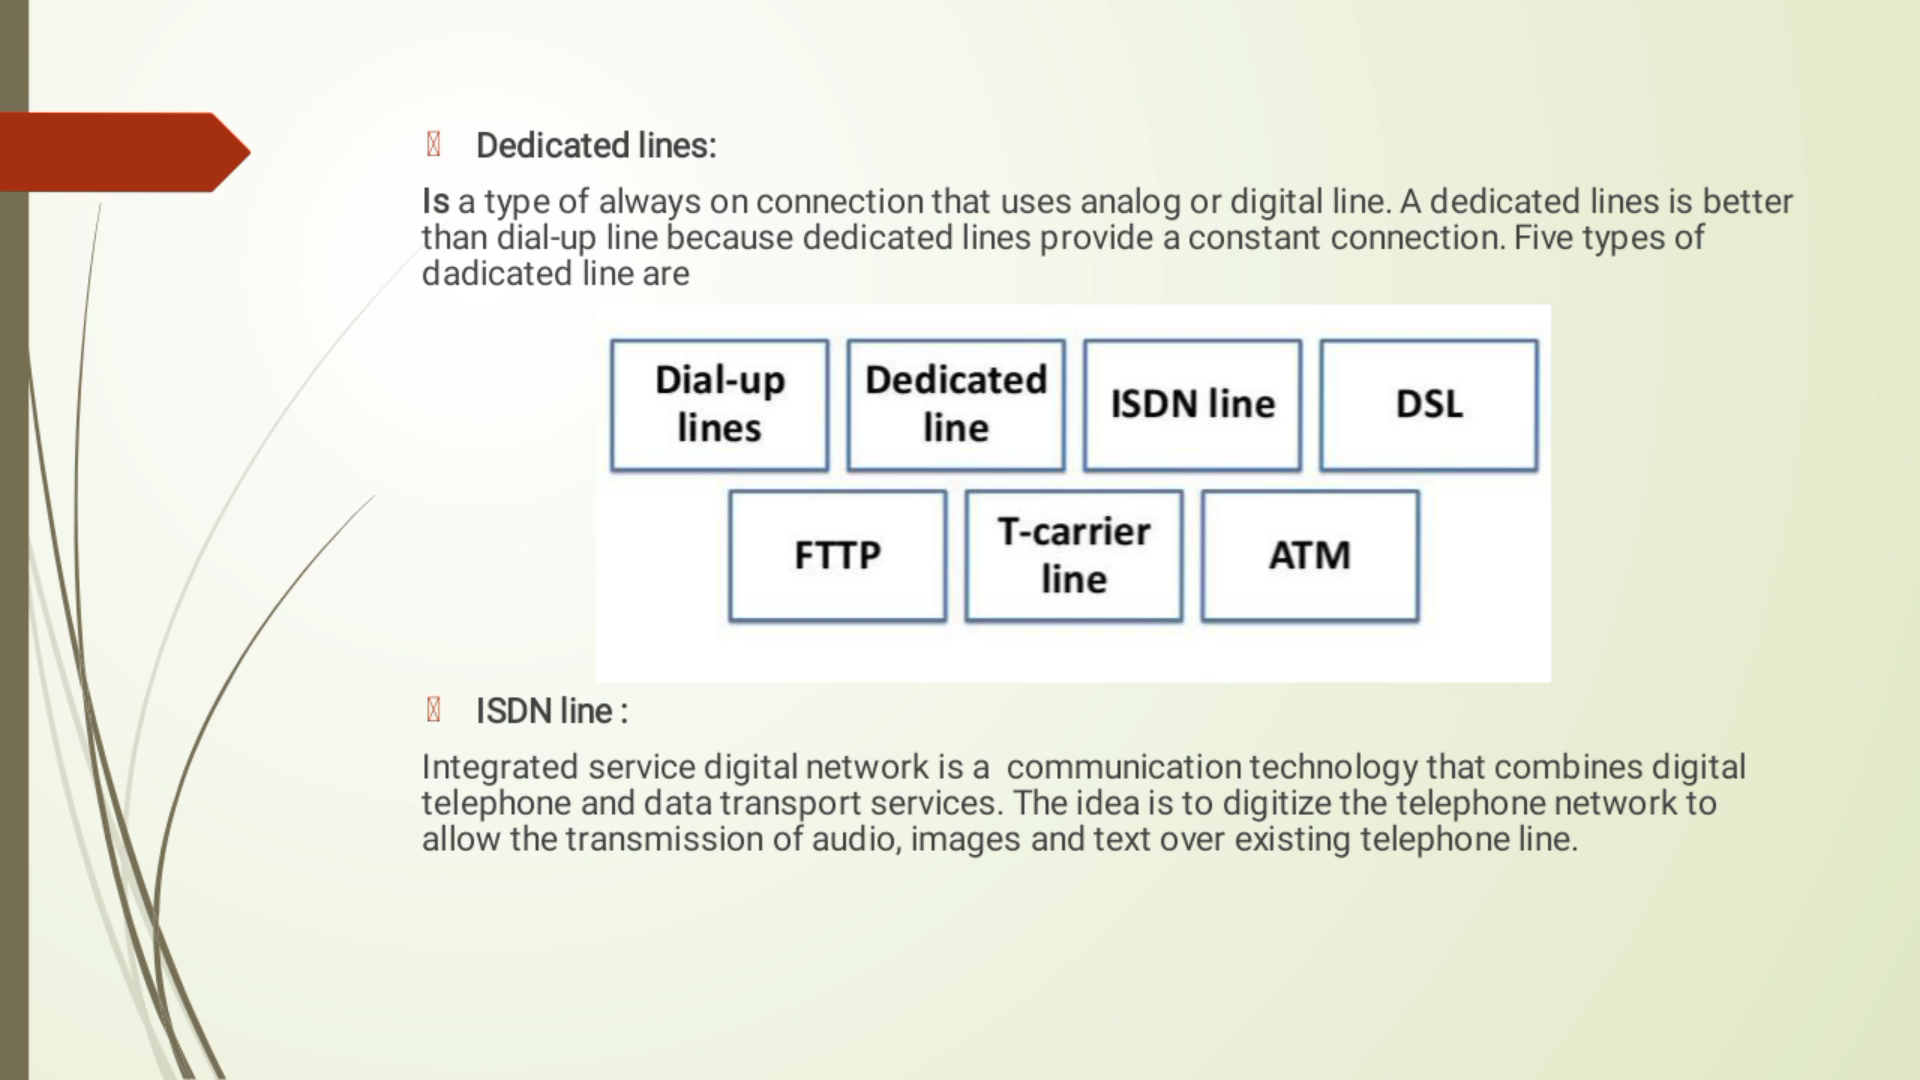 Dedicated lines:
Is a type of always on connection that uses analog or digital line. A dedicated lines is better
than dial-up line because dedicated lines provide a constant connection. Five types of
dadicated line are
Dial-up
lines
Dedicated
line
ISDN line
DSL
FTTP
T-carrier
line
ATM
ISDN line :
Integrated service digital network is a  communication technology that combines digital
telephone and data transport services. The idea is to digitize the telephone network to
allow the transmission of audio, images and text over existing telephone line.